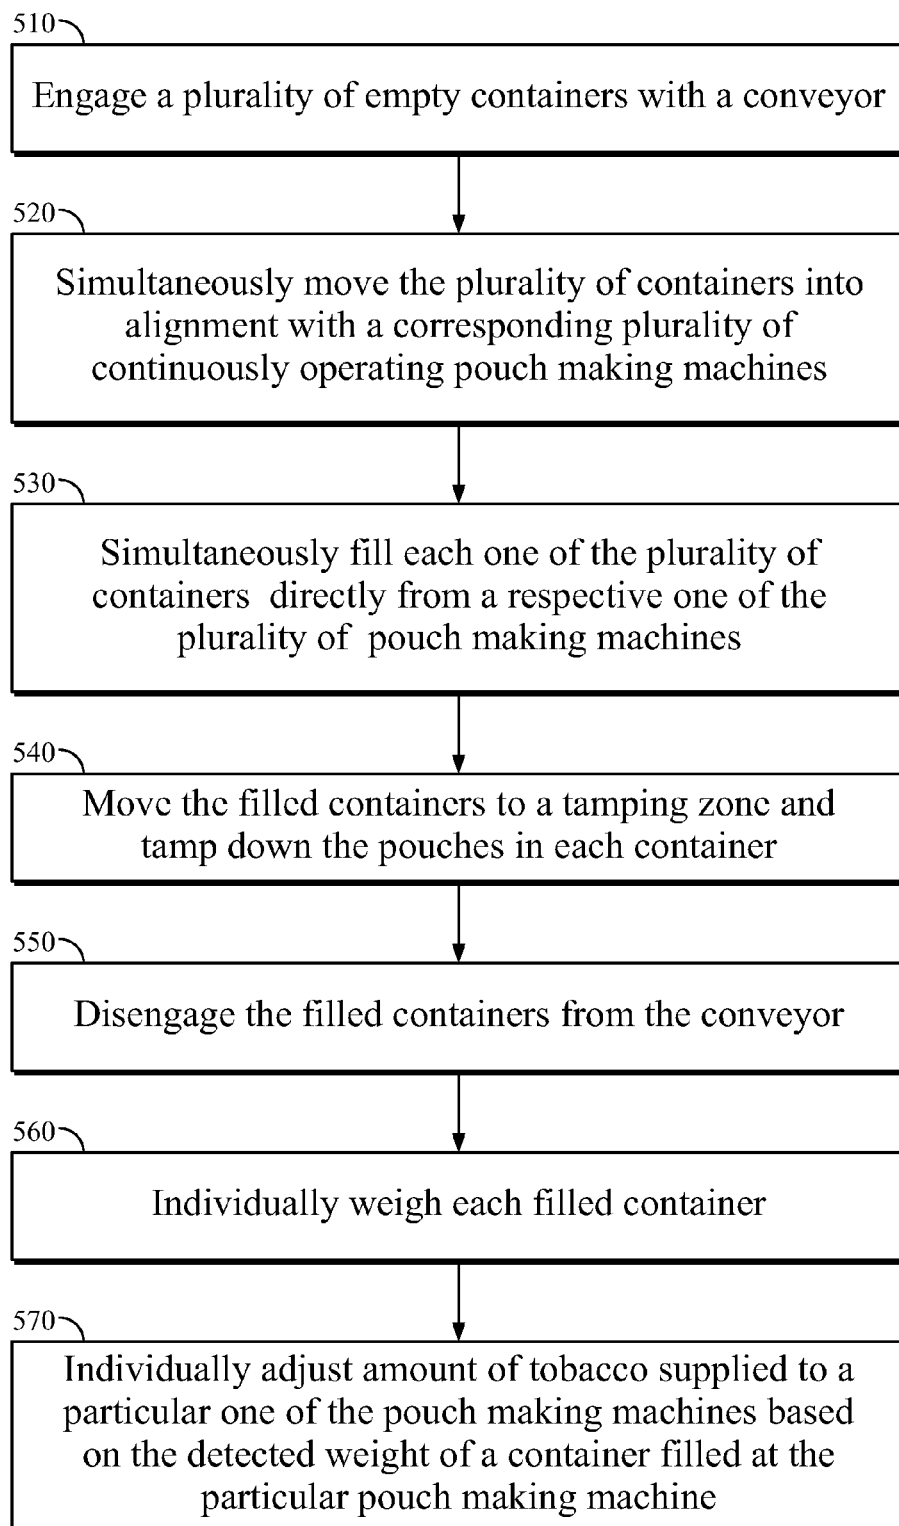 510
Engage a plurality of empty containers with a conveyor
520
Simultaneously move the plurality of containers into
alignment with a corresponding plurality of
continuously operating pouch making machines
530
Simultaneously fill each one of the plurality of
containers directly from a respective one of the
plurality of pouch making machines
540
Move the filled containers to a tamping zone and
tamp down the pouches in each container
550
Disengage the filled containers from the conveyor
560
Individually weigh each filled container
570
Individually adjust amount of tobacco supplied to a
particular one of the pouch making machines based
on the detected weight of a container filled at the
particular pouch making machine